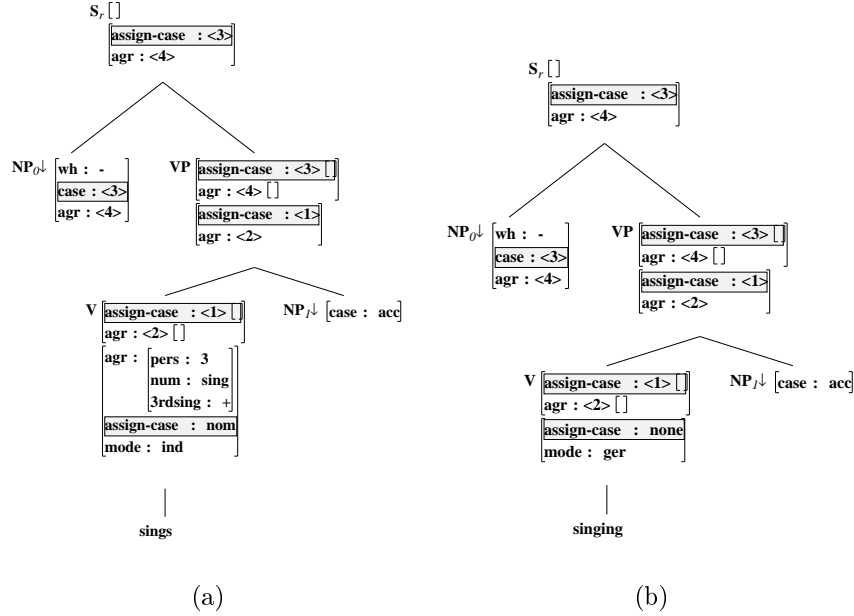 S_r [ ]
[assign-case : <3>
agr : <4>]
NP_0↓ [wh : -
case : <3>
agr : <4>]
VP [assign-case : <3> [ ]
agr : <4> [ ]]
[assign-case : <1>
agr : <2>]
V [assign-case : <1> [ ]
agr : <2> [ ]]
NP_1↓ [case : acc]
[agr : [pers : 3
num : sing
3rdsing : +]
assign-case : nom
mode : ind]
sings
(a)
S_r [ ]
[assign-case : <3>
agr : <4>]
NP_0↓ [wh : -
case : <3>
agr : <4>]
VP [assign-case : <3> [ ]
agr : <4> [ ]]
[assign-case : <1>
agr : <2>]
V [assign-case : <1> [ ]
agr : <2> [ ]]
NP_1↓ [case : acc]
[assign-case : none
mode : ger]
singing
(b)